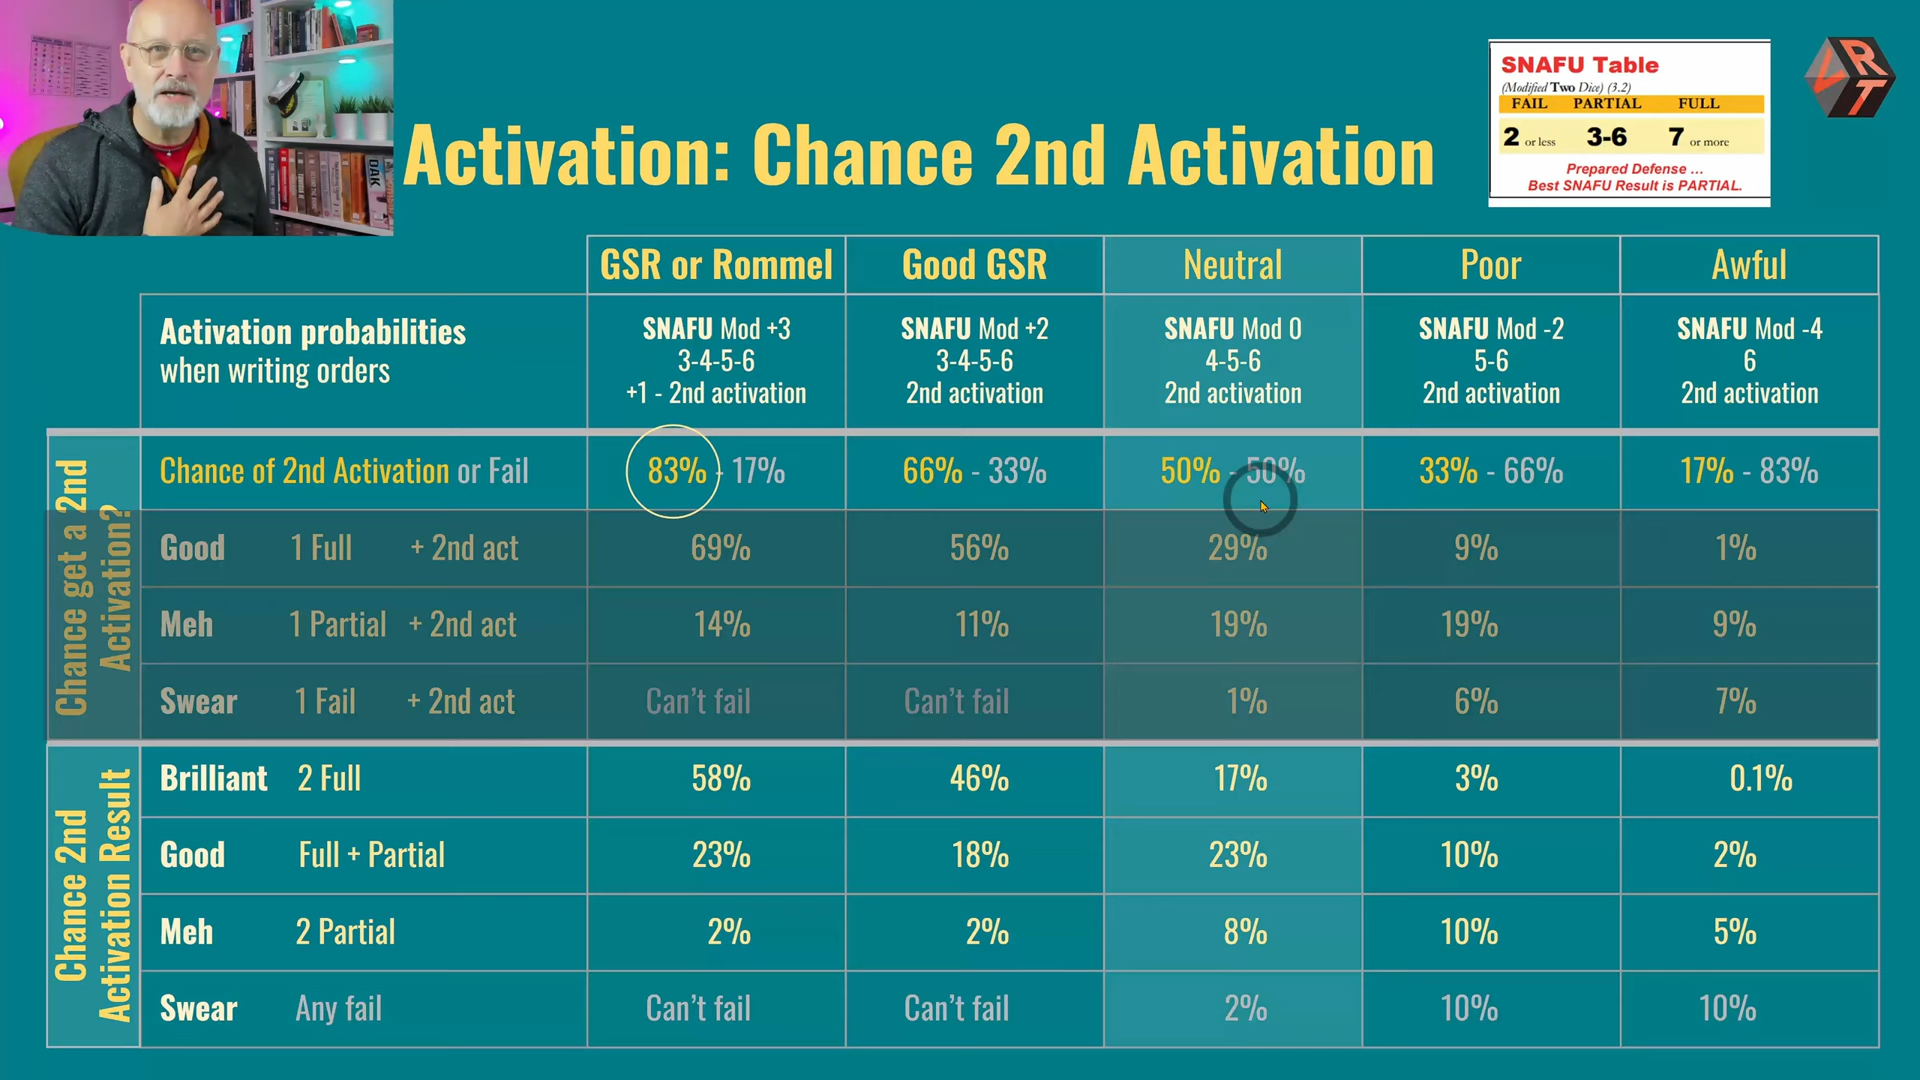 SNAFU Table
(Modified Two Dice) (3.2)
FAIL PARTIAL FULL
2 or less 3-6 7 or more
Prepared Defense ...
Best SNAFU Result is PARTIAL.
VRT
DAK
Activation: Chance 2nd Activation
GSR or Rommel Good GSR Neutral Poor Awful
Activation probabilities
when writing orders
SNAFU Mod +3
3-4-5-6
+1 - 2nd activation
SNAFU Mod +2
3-4-5-6
2nd activation
SNAFU Mod 0
4-5-6
2nd activation
SNAFU Mod -2
5-6
2nd activation
SNAFU Mod -4
6
2nd activation
Chance get a 2nd
Activation?
Chance of 2nd Activation or Fail 83% - 17% 66% - 33% 50% - 50% 33% - 66% 17% - 83%
Good 1 Full + 2nd act 69% 56% 29% 9% 1%
Meh 1 Partial + 2nd act 14% 11% 19% 19% 9%
Swear 1 Fail + 2nd act Can't fail Can't fail 1% 6% 7%
Chance 2nd
Activation Result
Brilliant 2 Full 58% 46% 17% 3% 0.1%
Good Full + Partial 23% 18% 23% 10% 2%
Meh 2 Partial 2% 2% 8% 10% 5%
Swear Any fail Can't fail Can't fail 2% 10% 10%